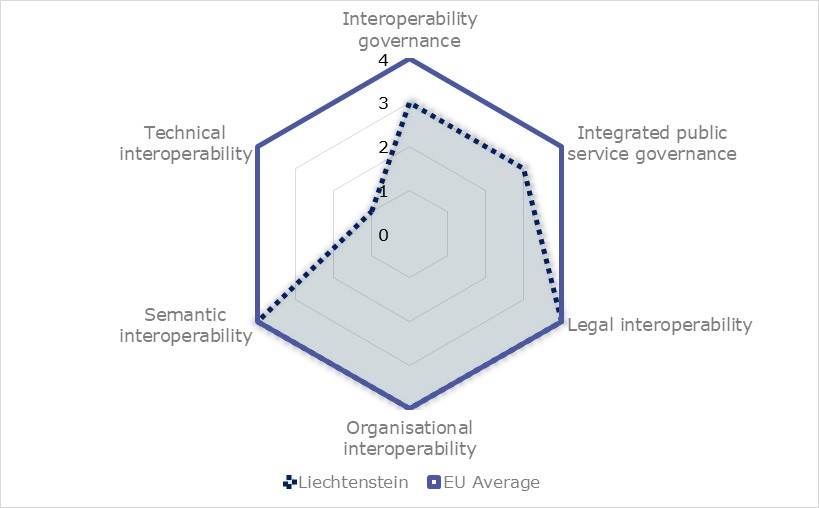 Interoperability
governance
4
3
2
1
0
Technical
interoperability
Integrated public
service governance
Semantic
interoperability
Legal interoperability
Organisational
interoperability
Liechtenstein
EU Average